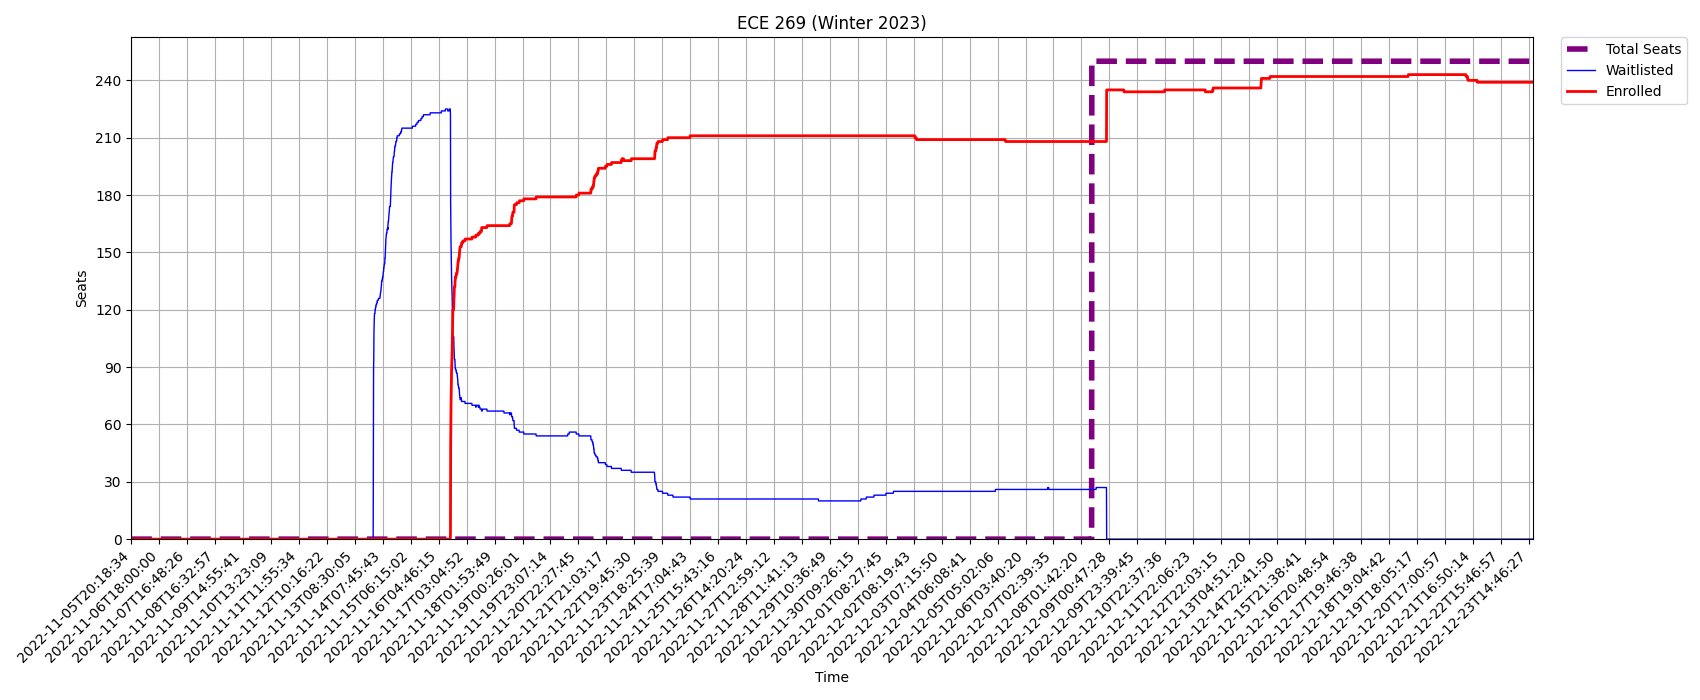 ECE 269 (Winter 2023)
Total Seats
Waitlisted
Enrolled
Seats
240
210
180
150
120
90
60
30
0
2022-11-05T20:18:34
2022-11-06T18:00:00
2022-11-07T16:48:26
2022-11-08T16:32:57
2022-11-09T14:55:41
2022-11-10T13:23:09
2022-11-11T11:55:34
2022-11-12T10:16:22
2022-11-13T08:30:05
2022-11-14T07:45:43
2022-11-15T06:15:02
2022-11-16T04:46:15
2022-11-17T03:04:52
2022-11-18T01:53:49
2022-11-19T00:26:01
2022-11-19T23:07:14
2022-11-20T22:27:45
2022-11-21T21:03:17
2022-11-22T19:45:30
2022-11-23T18:25:39
2022-11-24T17:04:43
2022-11-25T15:43:16
2022-11-26T14:20:24
2022-11-27T12:59:12
2022-11-28T11:41:13
2022-11-29T10:36:49
2022-11-30T09:26:15
2022-12-01T08:27:45
2022-12-02T08:19:43
2022-12-03T07:15:50
2022-12-04T06:08:41
2022-12-05T05:02:06
2022-12-06T03:40:20
2022-12-07T02:39:35
2022-12-08T01:42:20
2022-12-09T00:47:28
2022-12-09T23:39:45
2022-12-10T22:37:36
2022-12-11T22:06:23
2022-12-12T22:03:15
2022-12-13T04:51:20
2022-12-14T22:41:50
2022-12-15T21:38:41
2022-12-16T20:48:54
2022-12-17T19:46:38
2022-12-18T19:04:42
2022-12-19T18:05:17
2022-12-20T17:00:57
2022-12-21T16:50:14
2022-12-22T15:46:57
2022-12-23T14:46:27
Time